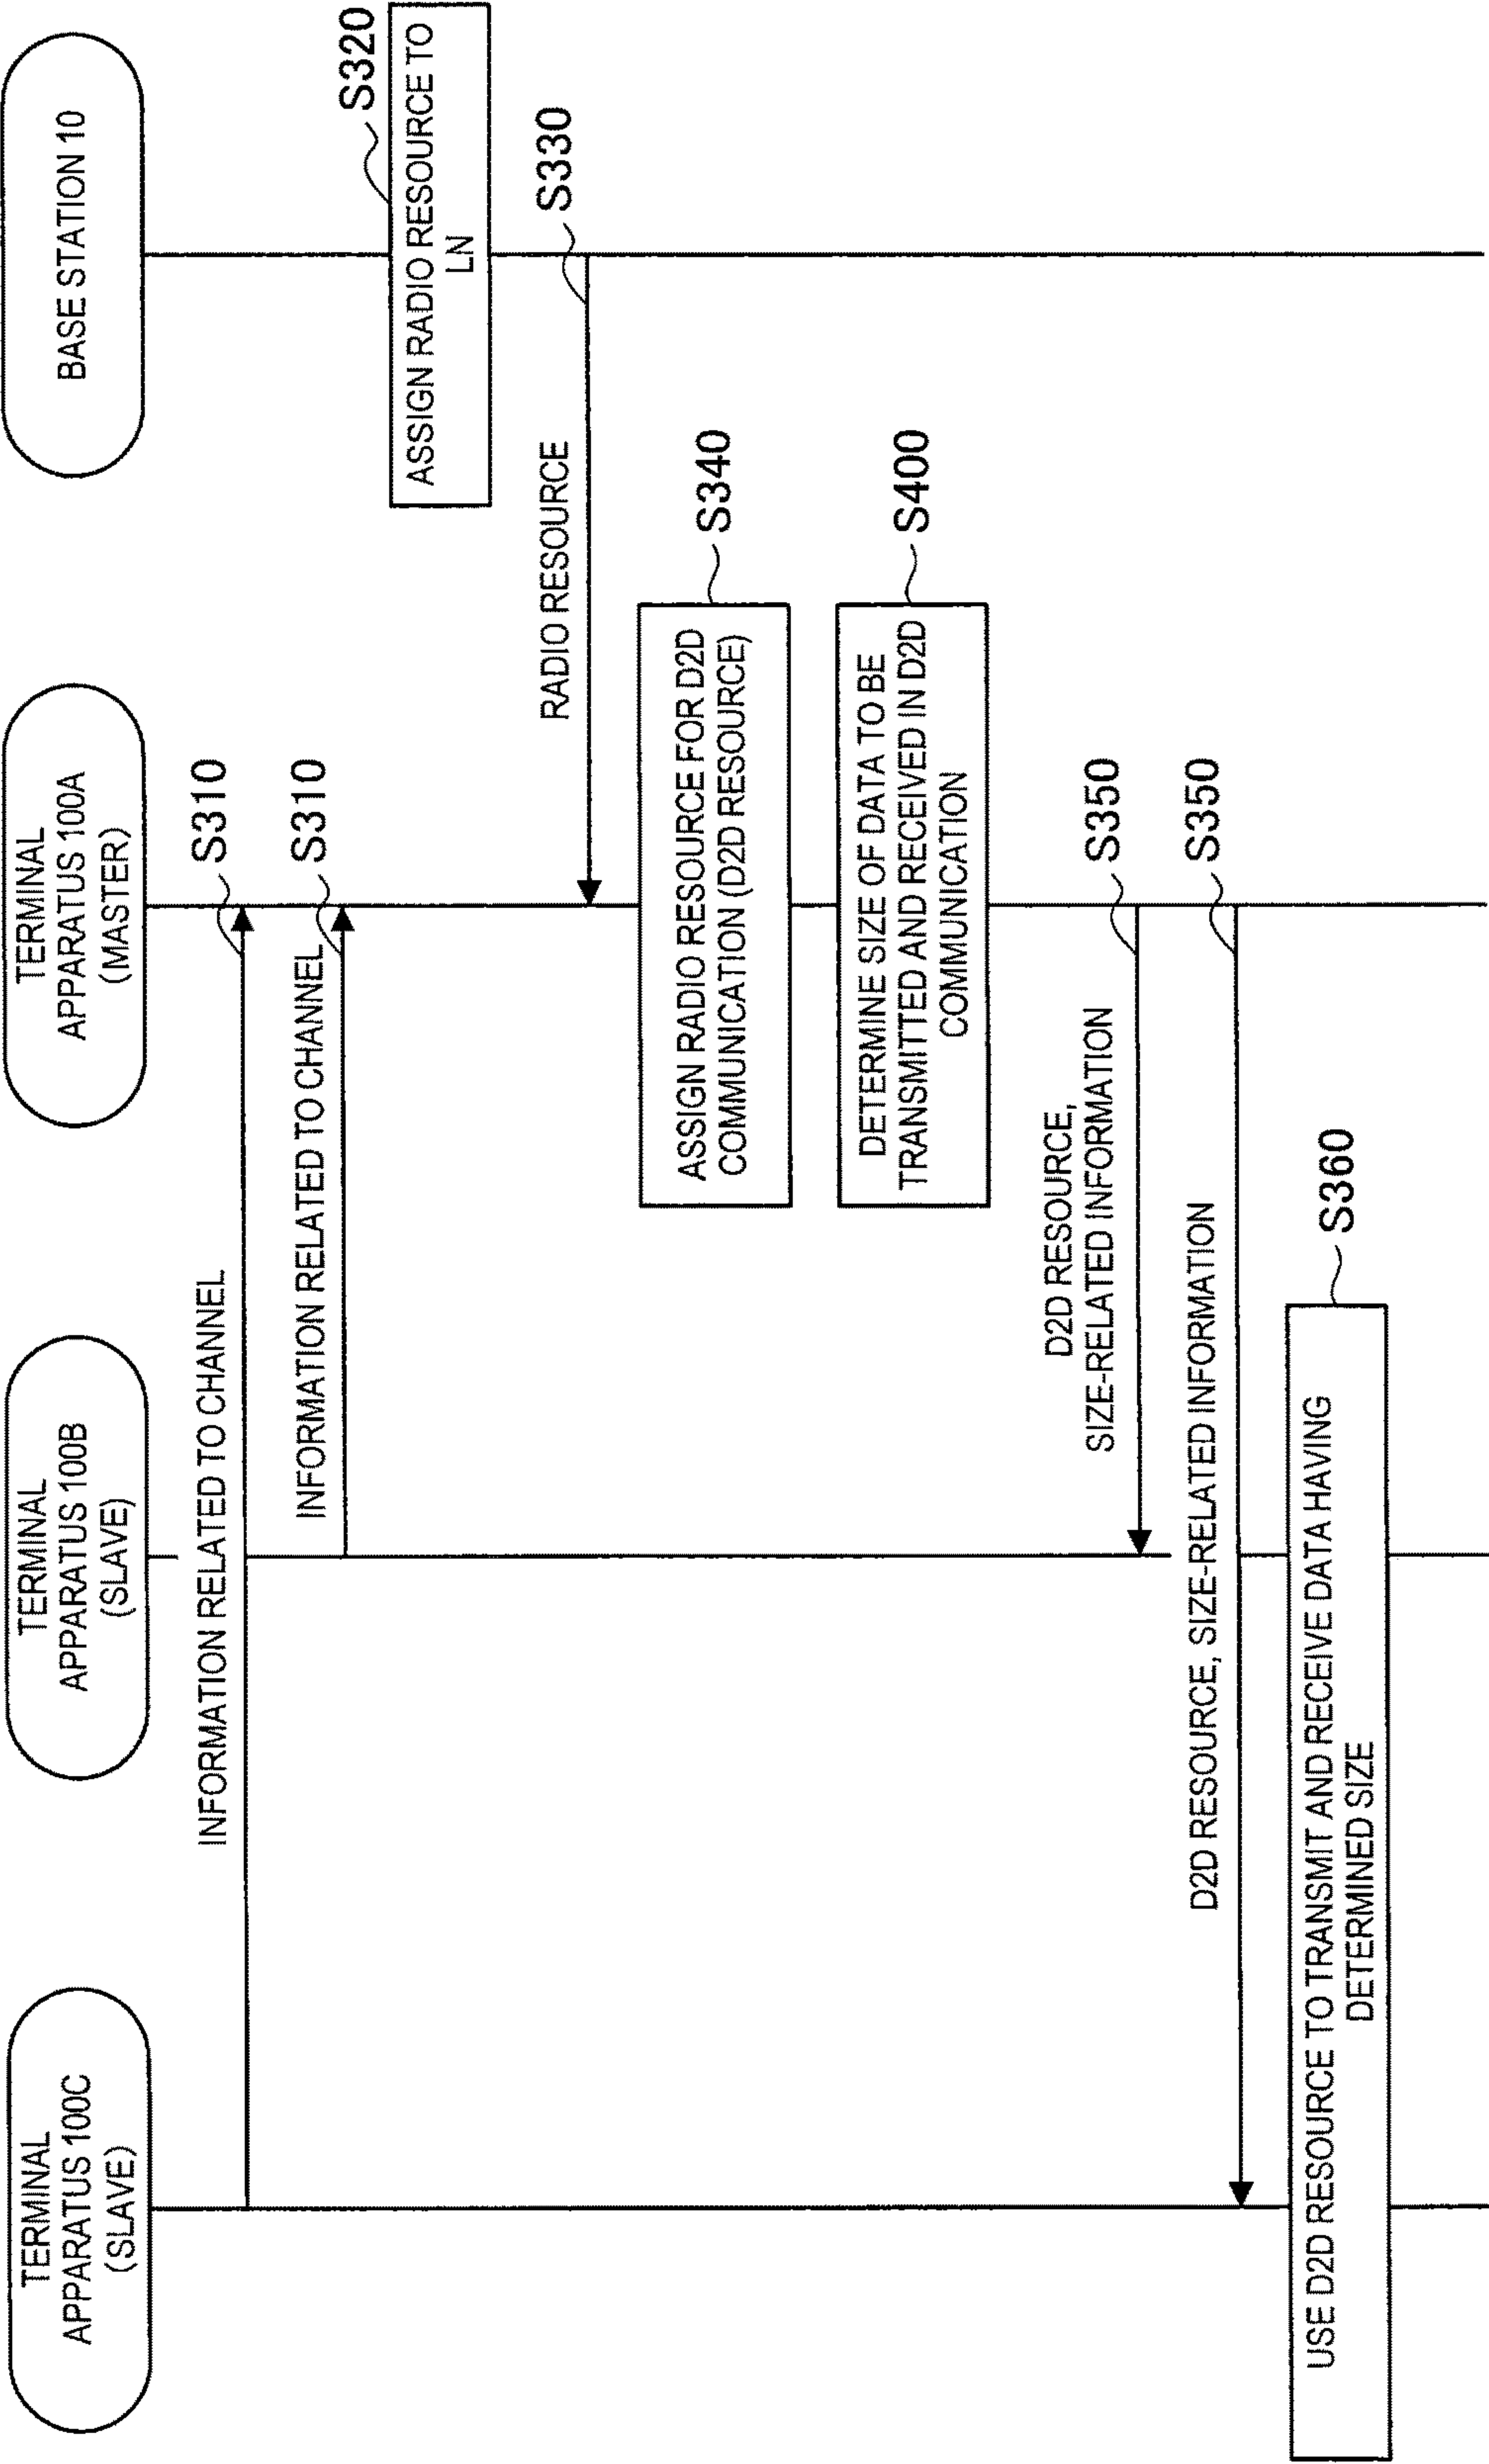 TERMINAL
APPARATUS 100C
(SLAVE)
TERMINAL
APPARATUS 100B
(SLAVE)
TERMINAL
APPARATUS 100A
(MASTER)
BASE STATION 10
INFORMATION RELATED TO CHANNEL
S310
INFORMATION RELATED TO CHANNEL
S310
S320
ASSIGN RADIO RESOURCE TO
LN
RADIO RESOURCE
S330
ASSIGN RADIO RESOURCE FOR D2D
COMMUNICATION (D2D RESOURCE)
S340
DETERMINE SIZE OF DATA TO BE
TRANSMITTED AND RECEIVED IN D2D
COMMUNICATION
S400
D2D RESOURCE,
SIZE-RELATED INFORMATION
S350
D2D RESOURCE, SIZE-RELATED INFORMATION
S350
USE D2D RESOURCE TO TRANSMIT AND RECEIVE DATA HAVING
DETERMINED SIZE
S360